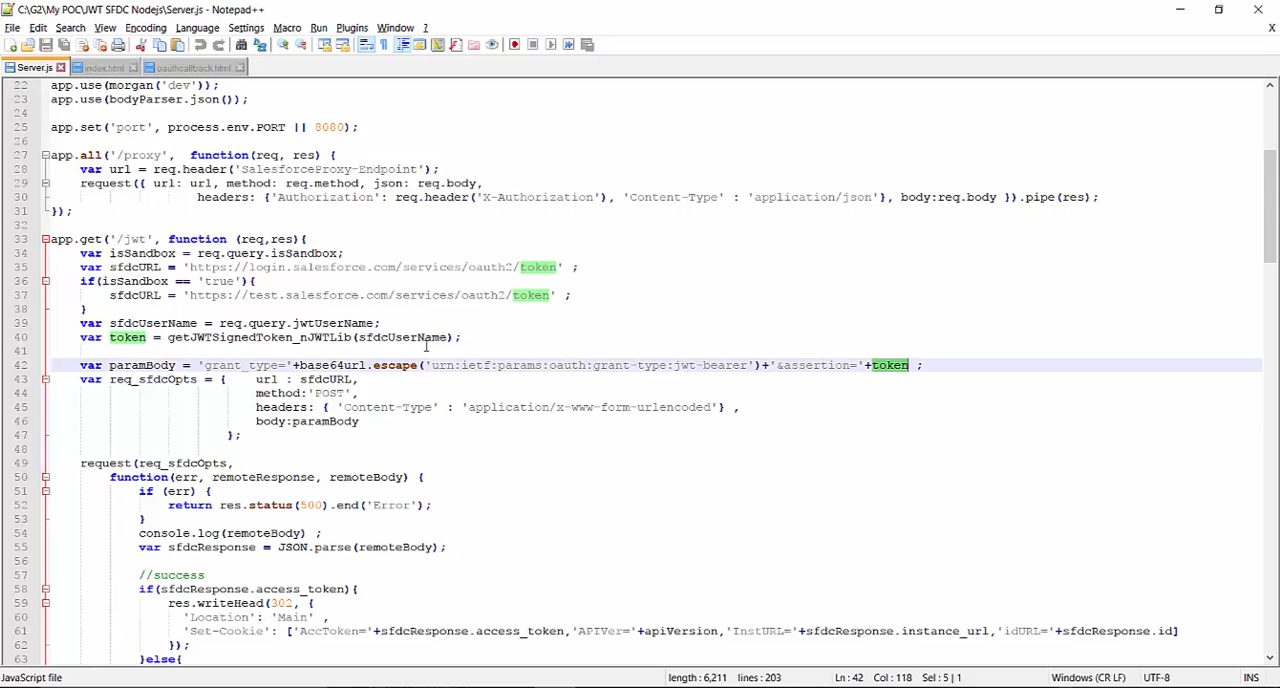 C:\G2\My POC\JWT SFDC Nodejs\Server.js - Notepad++
File Edit Search View Encoding Language Settings Macro Run Plugins Window ? X
Server.js index.html oauthcallback.html
22 app.use(morgan('dev'));
23 app.use(bodyParser.json());
24
25 app.set('port', process.env.PORT || 8080);
26
27 app.all('/proxy', function(req, res) {
28 var url = req.header('SalesforceProxy-Endpoint');
29 request({ url: url, method: req.method, json: req.body,
30 headers: {'Authorization': req.header('X-Authorization'), 'Content-Type' : 'application/json'}, body:req.body }).pipe(res);
31 });
32
33 app.get('/jwt', function (req,res){
34 var isSandbox = req.query.isSandbox;
35 var sfdcURL = 'https://login.salesforce.com/services/oauth2/token' ;
36 if(isSandbox == 'true'){
37 sfdcURL = 'https://test.salesforce.com/services/oauth2/token' ;
38 }
39 var sfdcUserName = req.query.jwtUserName;
40 var token = getJWTSignedToken_nJWTLib(sfdcUserName);
41
42 var paramBody = 'grant_type='+base64url.escape('urn:ietf:params:oauth:grant-type:jwt-bearer')+'&assertion='+token ;
43 var req_sfdcOpts = { url : sfdcURL,
44 method:'POST',
45 headers: { 'Content-Type' : 'application/x-www-form-urlencoded'} ,
46 body:paramBody
47 };
48
49 request(req_sfdcOpts,
50 function(err, remoteResponse, remoteBody) {
51 if (err) {
52 return res.status(500).end('Error');
53 }
54 console.log(remoteBody) ;
55 var sfdcResponse = JSON.parse(remoteBody);
56
57 //success
58 if(sfdcResponse.access_token){
59 res.writeHead(302, {
60 'Location': 'Main' ,
61 'Set-Cookie': ['AccToken='+sfdcResponse.access_token,'APIVer='+apiVersion,'InstURL='+sfdcResponse.instance_url,'idURL='+sfdcResponse.id]
62 });
63 }else{
JavaScript file length : 6,211 lines : 203 Ln : 42 Col : 118 Sel : 5 | 1 Windows (CR LF) UTF-8 INS